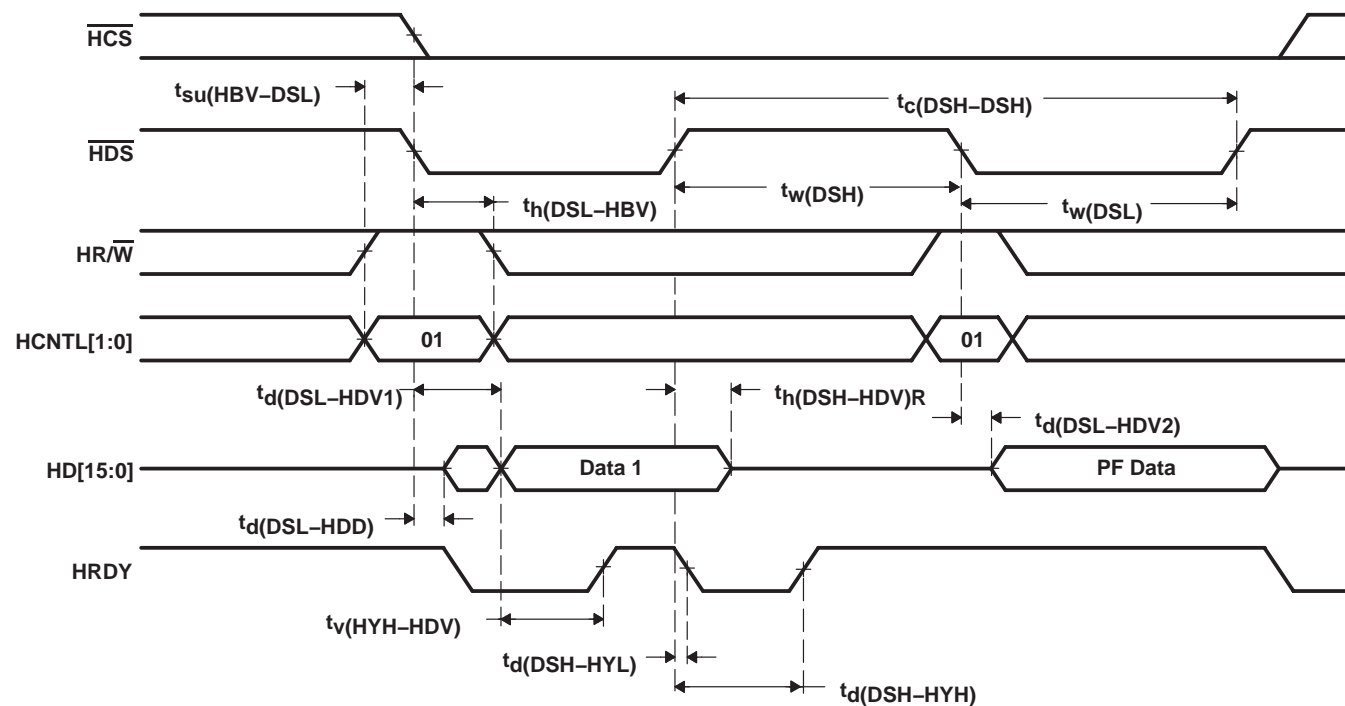 HCS
tsu(HBV–DSL)
tc(DSH–DSH)
HDS
tw(DSH)
th(DSL–HBV)
tw(DSL)
HR/W
HCNTL[1:0]
01
01
td(DSL–HDV1)
th(DSH–HDV)R
td(DSL–HDV2)
HD[15:0]
Data 1
PF Data
td(DSL–HDD)
HRDY
tv(HYH–HDV)
td(DSH–HYL)
td(DSH–HYH)